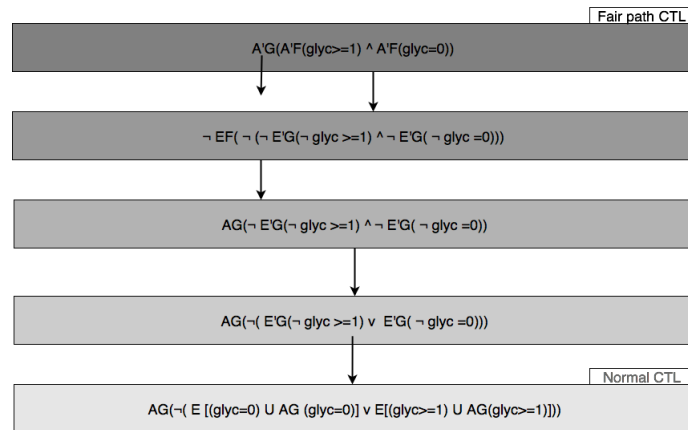 Fair path CTL
A'G(A'F(glyc>=1) ^ A'F(glyc=0))
¬ EF( ¬ (¬ E'G(¬ glyc >=1) ^ ¬ E'G( ¬ glyc =0)))
AG(¬ E'G(¬ glyc >=1) ^ ¬ E'G( ¬ glyc =0))
AG(¬( E'G(¬ glyc >=1) v E'G( ¬ glyc =0)))
Normal CTL
AG(¬( E [(glyc=0) U AG (glyc=0)] v E[(glyc>=1) U AG(glyc>=1)]))